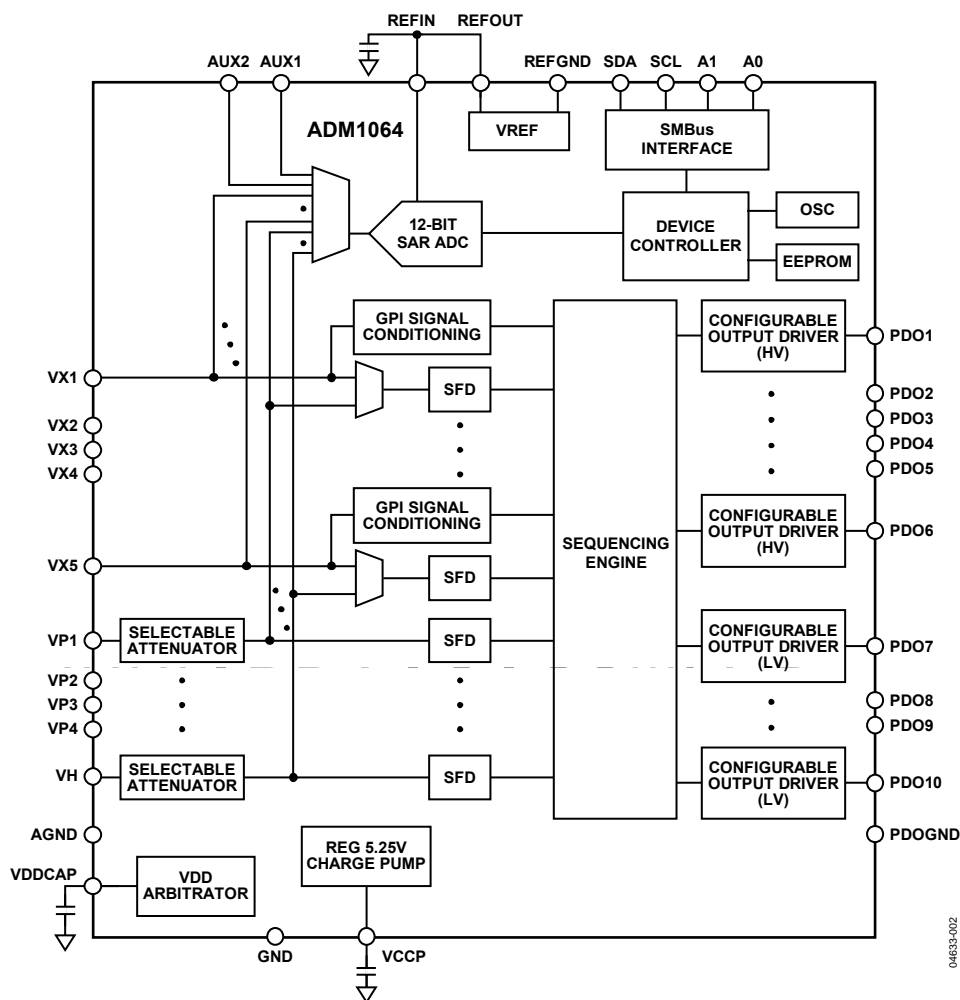 REFIN REFOUT
AUX2 AUX1
REFGND SDA SCL A1 A0
ADM1064
VREF
SMBus
INTERFACE
12-BIT
SAR ADC
DEVICE
CONTROLLER
OSC
EEPROM
GPI SIGNAL
CONDITIONING
CONFIGURABLE
OUTPUT DRIVER
(HV)
PDO1
VX1
SFD
PDO2
VX2
PDO3
VX3
PDO4
VX4
PDO5
GPI SIGNAL
CONDITIONING
CONFIGURABLE
OUTPUT DRIVER
(HV)
PDO6
SEQUENCING
ENGINE
VX5
SFD
VP1
SELECTABLE
ATTENUATOR
SFD
CONFIGURABLE
OUTPUT DRIVER
(LV)
PDO7
VP2
PDO8
VP3
PDO9
VP4
VH
SELECTABLE
ATTENUATOR
SFD
CONFIGURABLE
OUTPUT DRIVER
(LV)
PDO10
AGND
PDOGND
REG 5.25V
CHARGE PUMP
VDDCAP
VDD
ARBITRATOR
GND
VCCP
04633-002